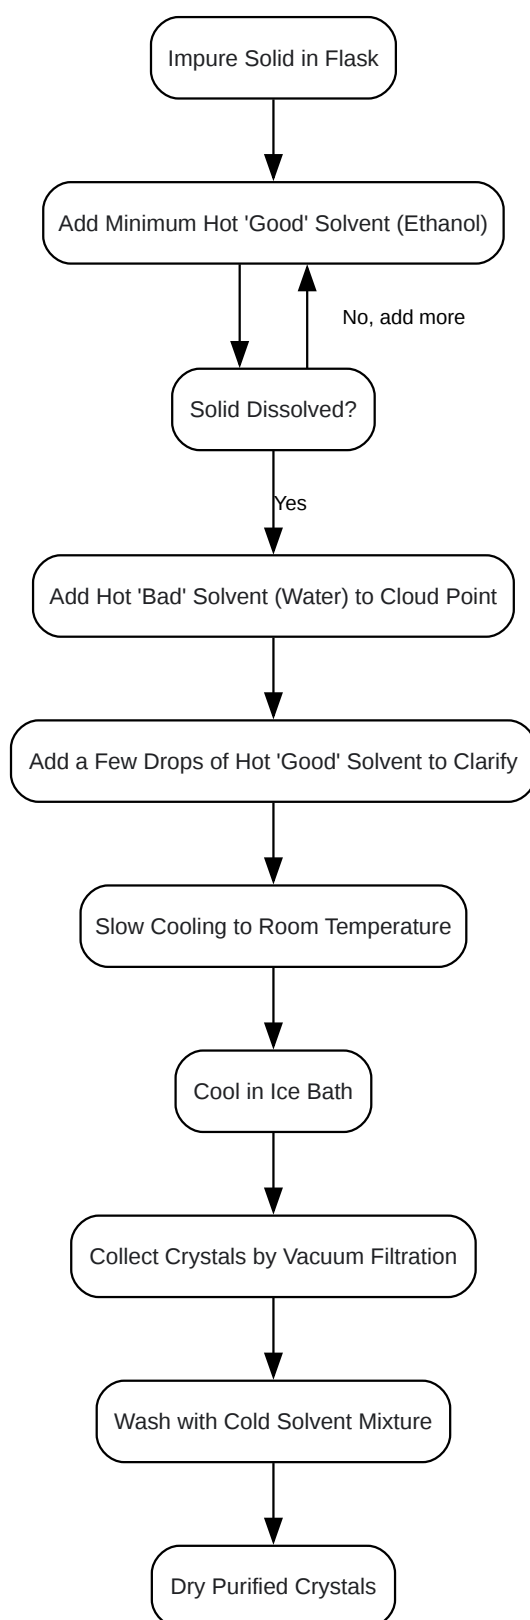 Impure Solid in Flask
Add Minimum Hot 'Good' Solvent (Ethanol)
No, add more
Solid Dissolved?
Yes
Add Hot 'Bad' Solvent (Water) to Cloud Point
Add a Few Drops of Hot 'Good' Solvent to Clarify
Slow Cooling to Room Temperature
Cool in Ice Bath
Collect Crystals by Vacuum Filtration
Wash with Cold Solvent Mixture
Dry Purified Crystals